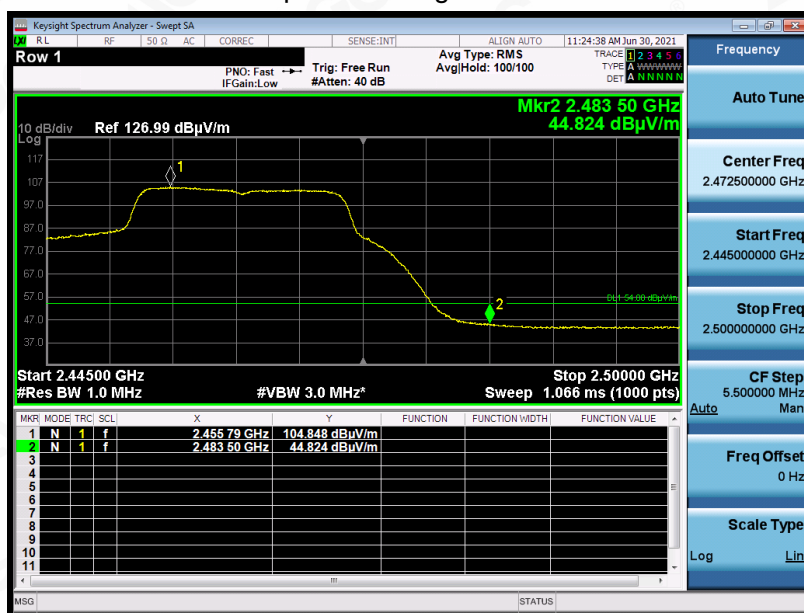 Keysight Spectrum Analyzer - Swept SA
LXI RL RF 50 Ω AC CORREC SENSE:INT ALIGN AUTO 11:24:38 AM Jun 30, 2021
Row 1
PNO: Fast
IFGain:Low
Trig: Free Run
#Atten: 40 dB
Avg Type: RMS
Avg|Hold: 100/100
TRACE 1 2 3 4 5 6
TYPE A WWWWW
DET A N N N N N
Mkr2 2.483 50 GHz
44.824 dBµV/m
10 dB/div Ref 126.99 dBµV/m
Log
117
107
97.0
87.0
77.0
67.0
57.0
47.0
37.0
1
2
DL1 54.00 dBµV/m
Start 2.44500 GHz Stop 2.50000 GHz
#Res BW 1.0 MHz #VBW 3.0 MHz* Sweep 1.066 ms (1000 pts)
MKR MODE TRC SCL X Y FUNCTION FUNCTION WIDTH FUNCTION VALUE
1 N 1 f 2.455 79 GHz 104.848 dBµV/m
2 N 1 f 2.483 50 GHz 44.824 dBµV/m
3
4
5
6
7
8
9
10
11
MSG STATUS
Frequency
Auto Tune
Center Freq
2.472500000 GHz
Start Freq
2.445000000 GHz
Stop Freq
2.500000000 GHz
CF Step
5.500000 MHz
Auto Man
Freq Offset
0 Hz
Scale Type
Log Lin